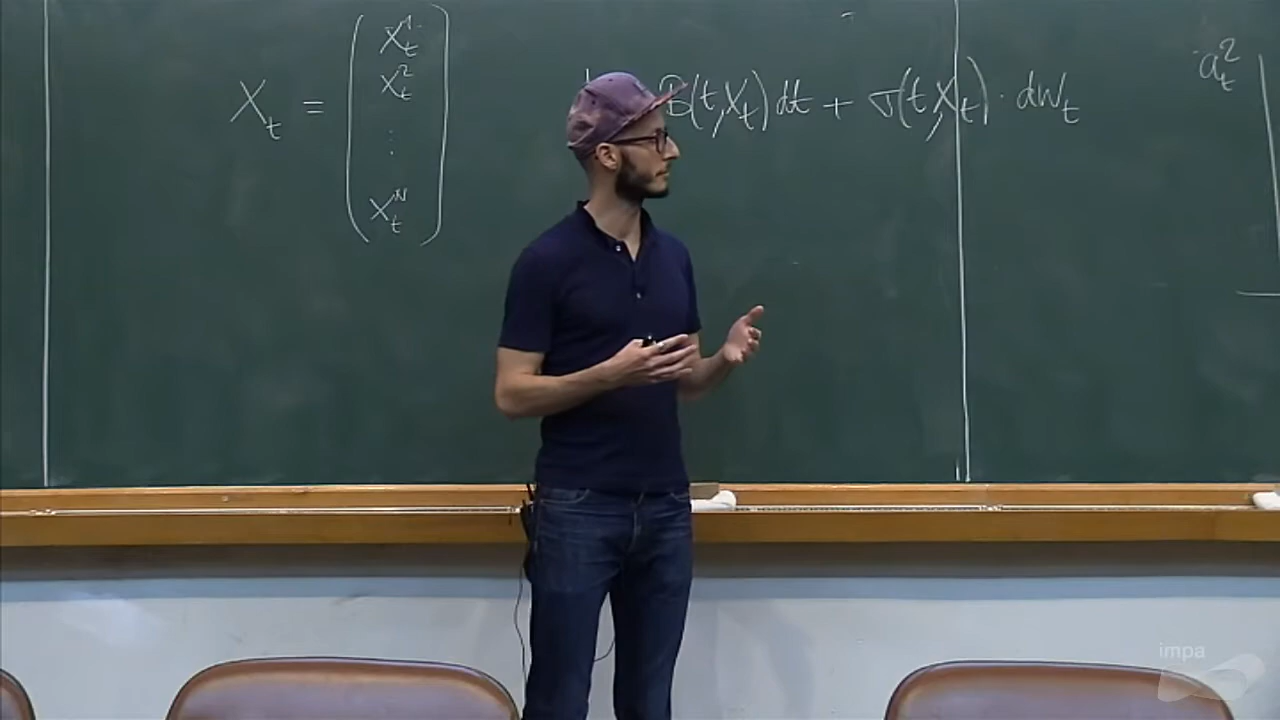 X_t = ( X_t^1 X_t^2 ⋮ X_t^N )
B(t,X_t)dt + σ(t,X_t)·dW_t
a_t^2
impa